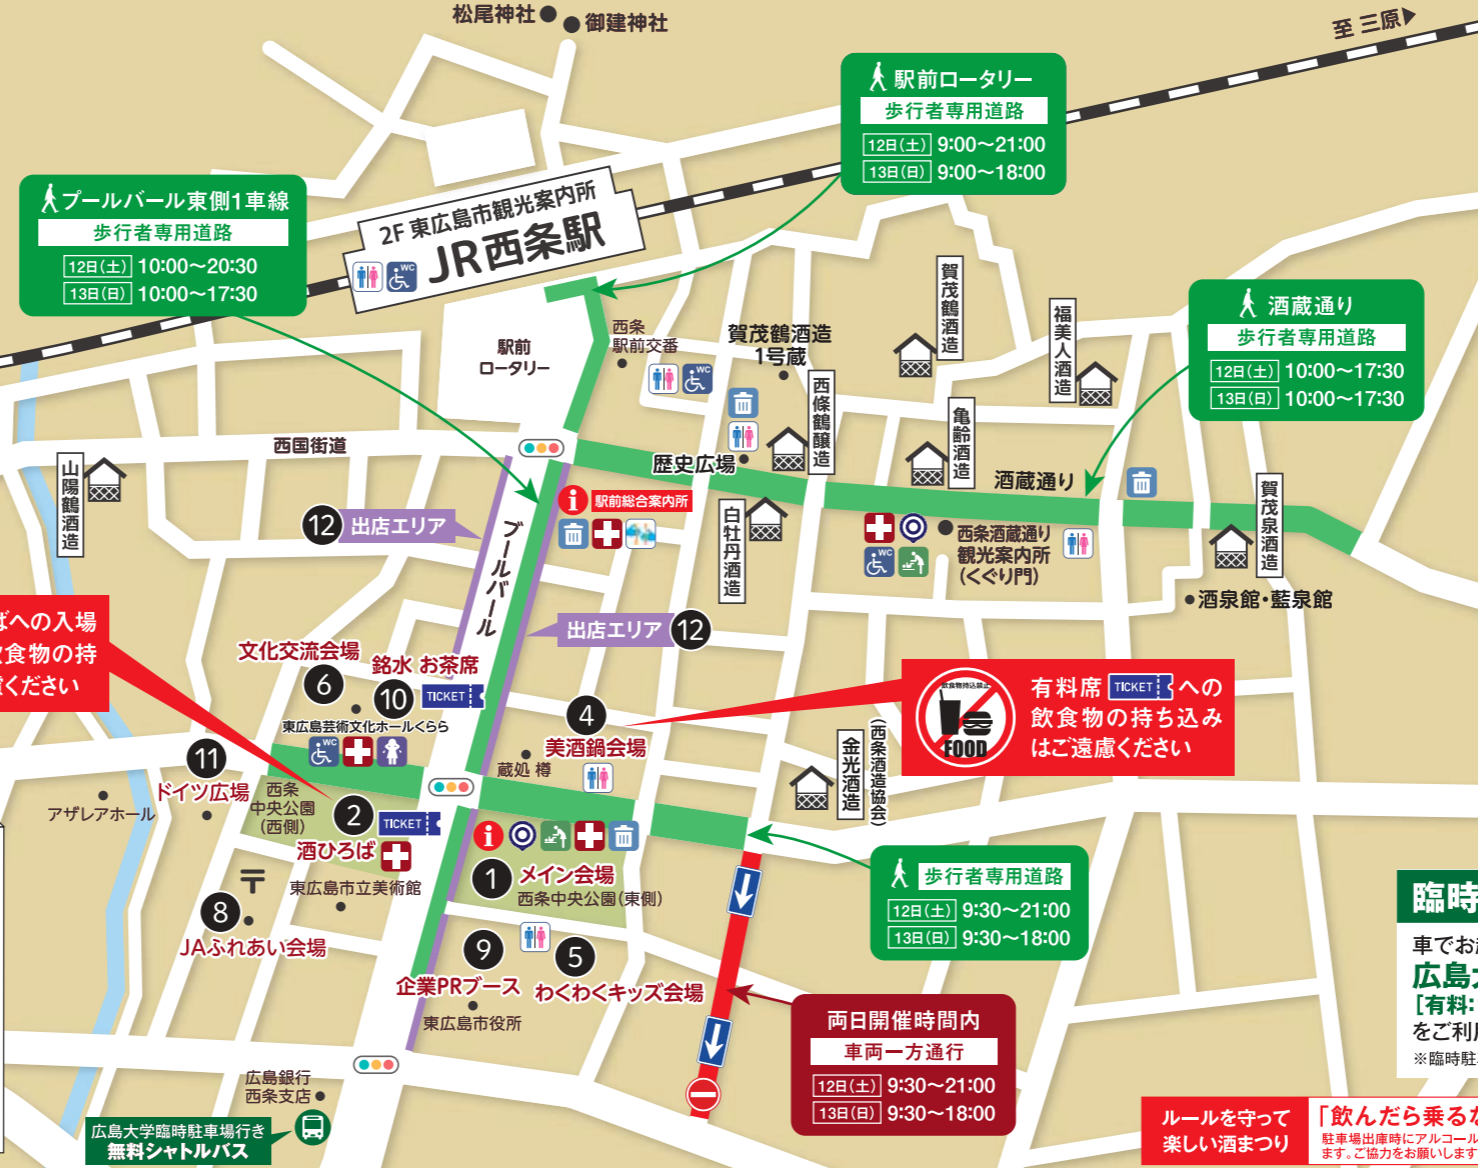 松尾神社
御建神社
至 三原
駅前ロータリー
歩行者専用道路
12日(土) 9:00〜21:00
13日(日) 9:00〜18:00
ブールバール東側1車線
歩行者専用道路
12日(土) 10:00〜20:30
13日(日) 10:00〜17:30
2F 東広島市観光案内所
JR西条駅
WC
駅前
ロータリー
西条
駅前交番
WC
賀茂鶴酒造
1号蔵
賀茂鶴酒造
福美人酒造
酒蔵通り
歩行者専用道路
12日(土) 10:00〜17:30
13日(日) 10:00〜17:30
西條鶴醸造
亀齢酒造
西国街道
歴史広場
酒蔵通り
山陽鶴酒造
駅前総合案内所
白牡丹酒造
賀茂泉酒造
12 出店エリア
ブールバール
西条酒蔵通り
観光案内所
(くぐり門)
WC
酒泉館・藍泉館
出店エリア 12
ばへの入場
飲食物の持
慮ください
文化交流会場
6
銘水 お茶席
10
TICKET
東広島芸術文化ホールくらら
WC
4
美酒鍋会場
飲食物持込禁止
FOOD
有料席 TICKET への
飲食物の持ち込み
はご遠慮ください
11
ドイツ広場
アザレアホール
西条
中央公園
(西側)
2
TICKET
酒ひろば
蔵処 樽
金光酒造
(西条酒造協会)
1
メイン会場
西条中央公園(東側)
歩行者専用道路
12日(土) 9:30〜21:00
13日(日) 9:30〜18:00
東広島市立美術館
8
JAふれあい会場
9
企業PRブース
東広島市役所
5
わくわくキッズ会場
両日開催時間内
車両一方通行
12日(土) 9:30〜21:00
13日(日) 9:30〜18:00
臨時
車でお
広島
[有料:
をご利
※臨時駐
広島銀行
西条支店
広島大学臨時駐車場行き
無料シャトルバス
ルールを守って
楽しい酒まつり
「飲んだら乗るな
駐車場出庫時にアルコール
ます。ご協力をお願いします